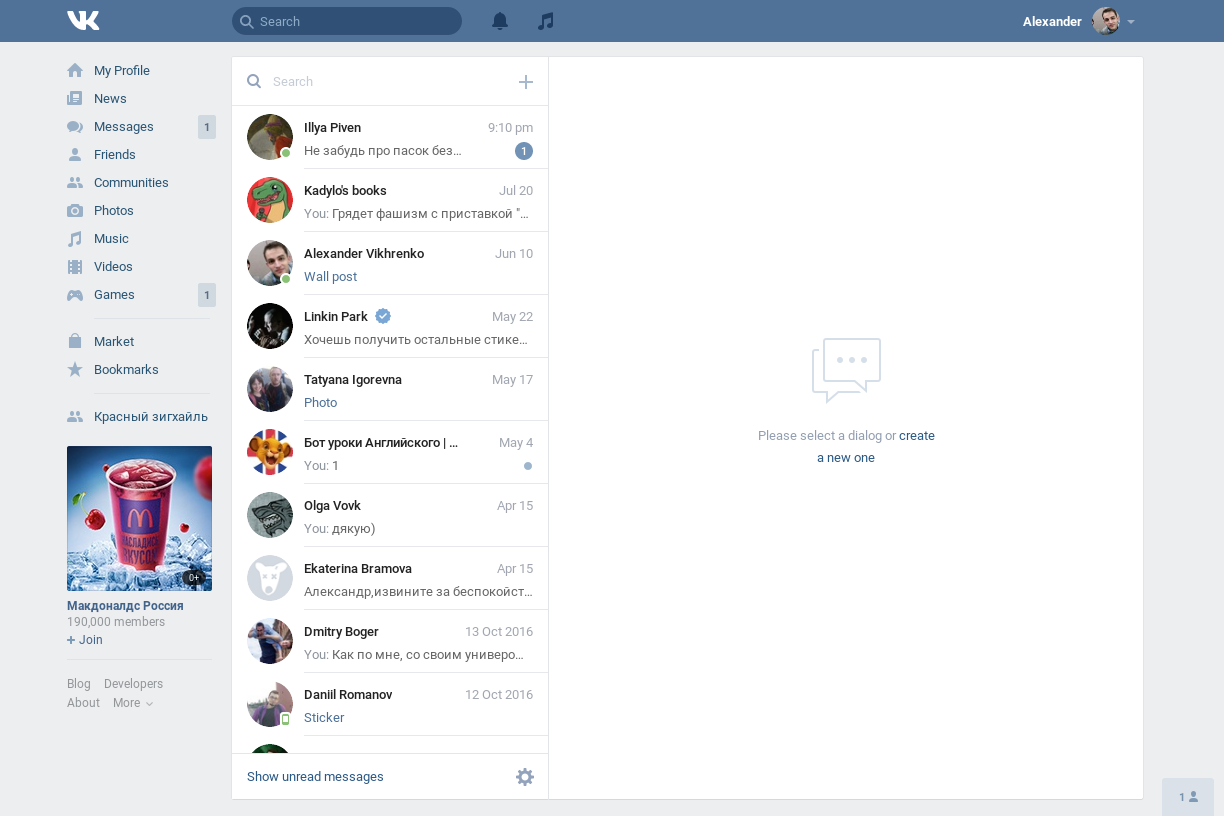 Search
Alexander
My Profile
News
Messages 1
Friends
Communities
Photos
Music
Videos
Games 1
Market
Bookmarks
Красный зигхайль
НАСЛАДИСЬ
ВКУСОМ
0+
Макдоналдс Россия
190,000 members
+ Join
Blog Developers
About More
Search
Illya Piven 9:10 pm
Не забудь про пасок без... 1
Kadylo's books Jul 20
You: Грядет фашизм с приставкой "...
Alexander Vikhrenko Jun 10
Wall post
Linkin Park May 22
Хочешь получить остальные стике...
Tatyana Igorevna May 17
Photo
Бот уроки Английского | ... May 4
You: 1
Olga Vovk Apr 15
You: дякую)
Ekaterina Bramova Apr 15
Александр,извините за беспокойст...
Dmitry Boger 13 Oct 2016
You: Как по мне, со своим универо...
Daniil Romanov 12 Oct 2016
Sticker
Show unread messages
Please select a dialog or create
a new one
1